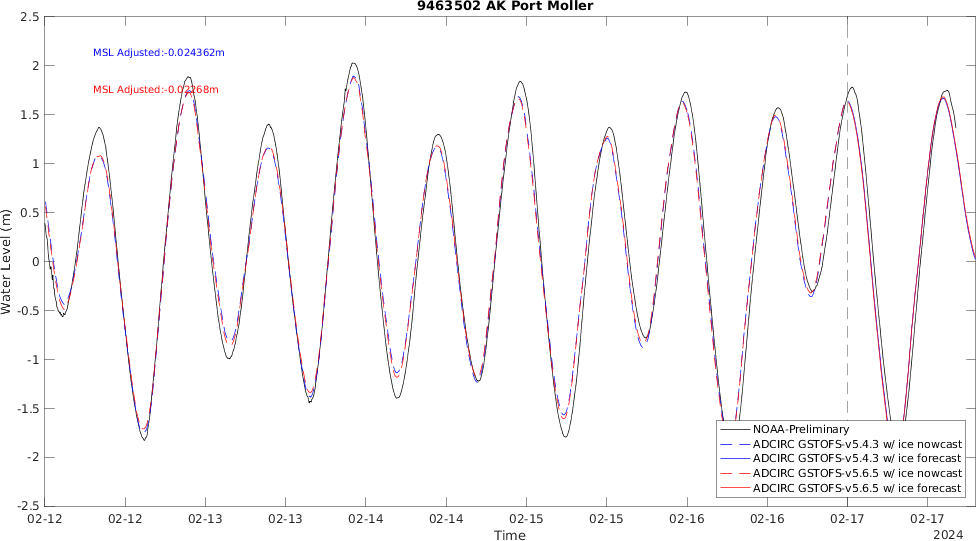 9463502 AK Port Moller
MSL Adjusted:-0.024362m
MSL Adjusted:-0.02268m
2.5
2
1.5
1
0.5
0
-0.5
-1
-1.5
-2
-2.5
Water Level (m)
NOAA-Preliminary
ADCIRC GSTOFS-v5.4.3 w/ ice nowcast
ADCIRC GSTOFS-v5.4.3 w/ ice forecast
ADCIRC GSTOFS-v5.6.5 w/ ice nowcast
ADCIRC GSTOFS-v5.6.5 w/ ice forecast
02-12 02-12 02-13 02-13 02-14 02-14 02-15 02-15 02-16 02-16 02-17 02-17
Time
2024